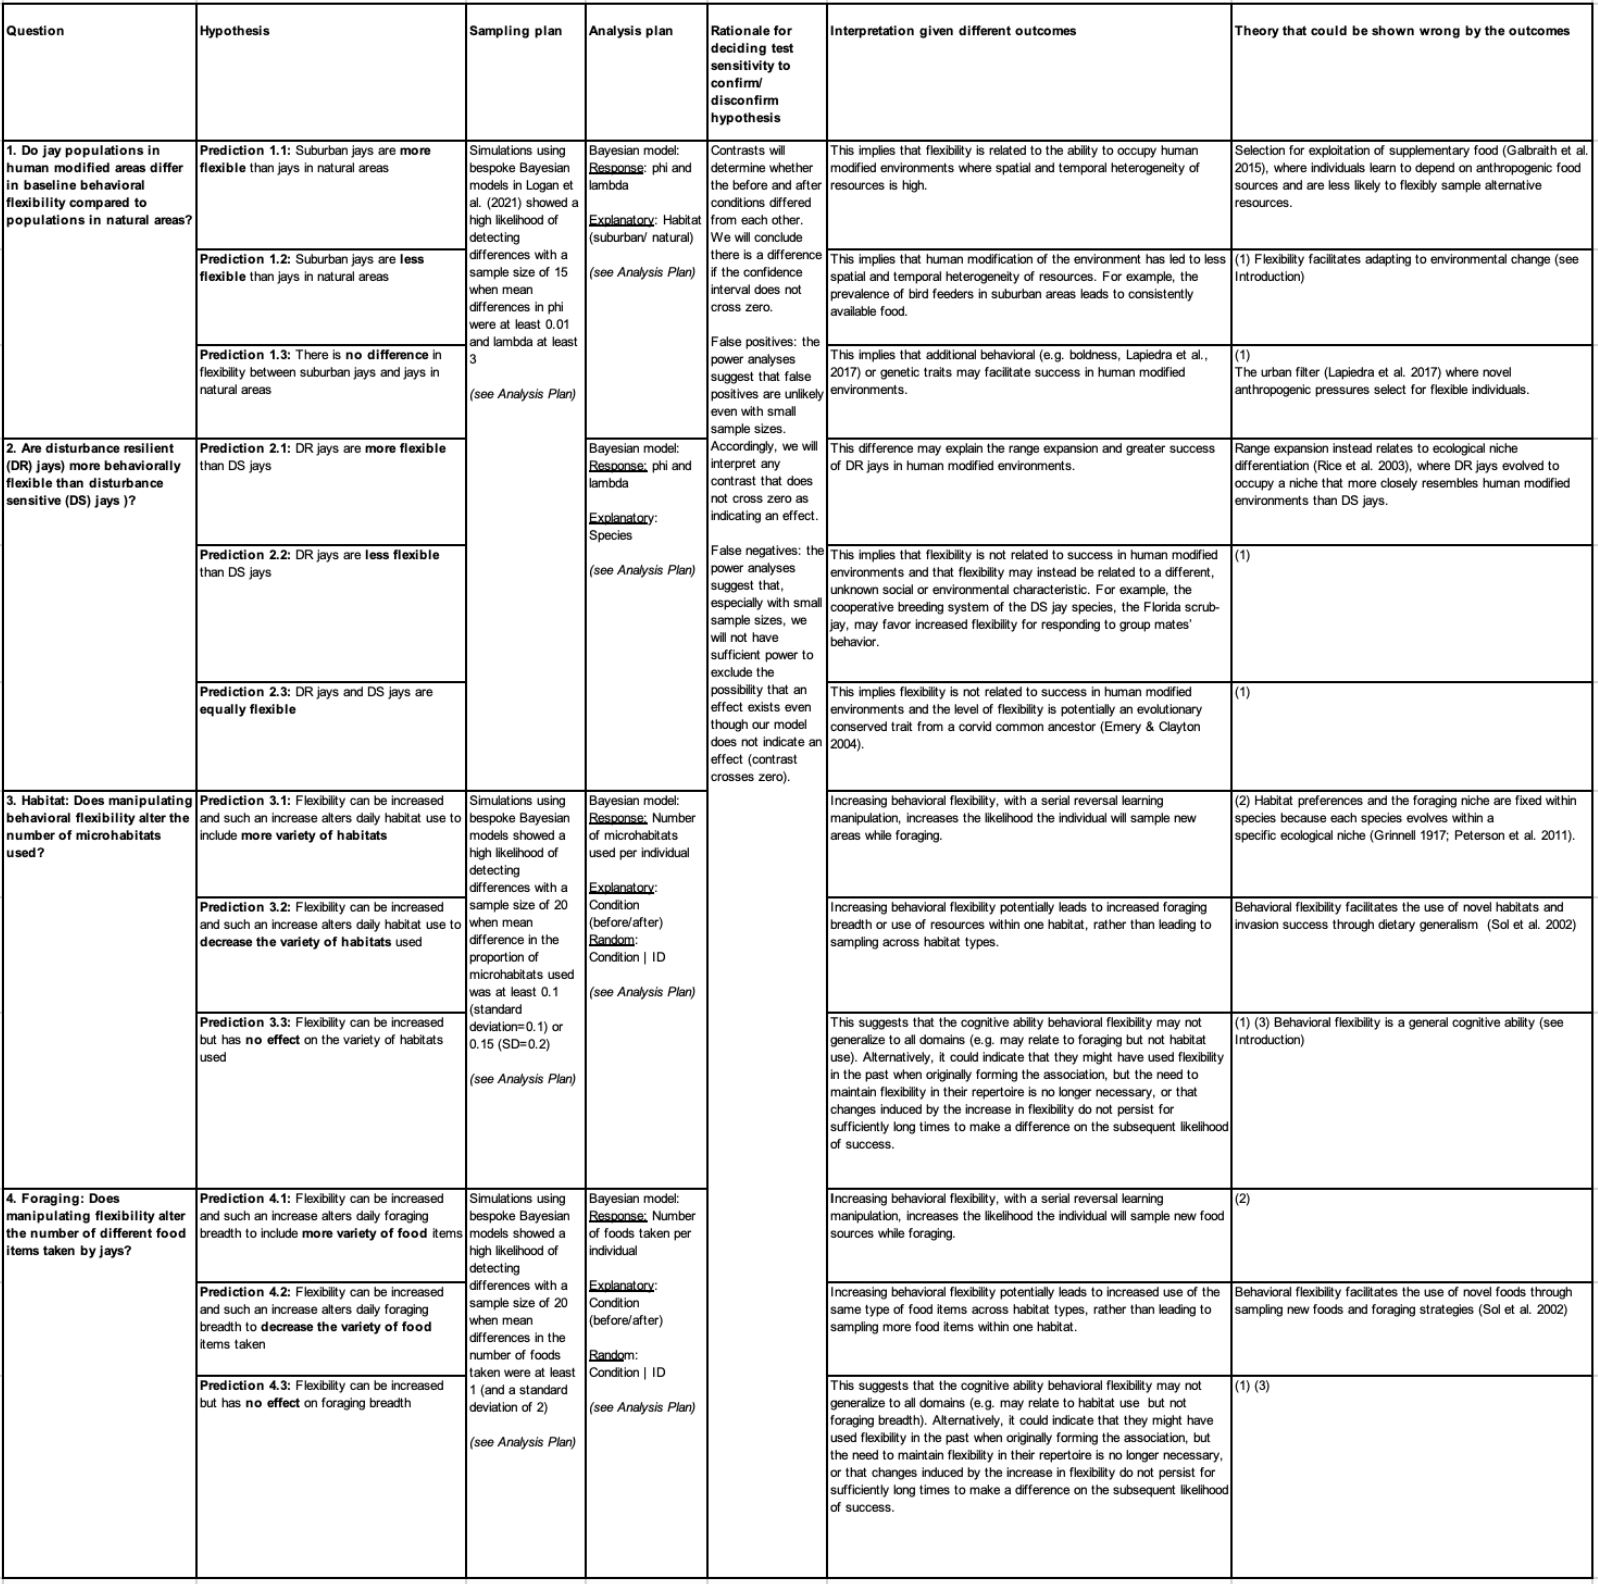 Question
Hypothesis
Sampling plan
Analysis plan
Rationale for
deciding test
sensitivity to
confirm/
disconfirm
hypothesis
Interpretation given different outcomes
Theory that could be shown wrong by the outcomes
1. Do jay populations in
human modified areas differ
in baseline behavioral
flexibility compared to
populations in natural areas?
Prediction 1.1: Suburban jays are more
flexible than jays in natural areas
Simulations using
bespoke Bayesian
models in Logan et
al. (2021) showed a
high likelihood of
detecting
differences with a
sample size of 15
when mean
differences in phi
were at least 0.01
and lambda at least
3
(see Analysis Plan)
Bayesian model:
Response: phi and
lambda
Explanatory: Habitat
(suburban/ natural)
(see Analysis Plan)
Contrasts will
determine whether
the before and after
conditions differed
from each other.
We will conclude
there is a difference
if the confidence
interval does not
cross zero.
False positives: the
power analyses
suggest that false
positives are unlikely
even with small
sample sizes.
Accordingly, we will
interpret any
contrast that does
not cross zero as
indicating an effect.
False negatives: the
power analyses
suggest that,
especially with small
sample sizes, we
will not have
sufficient power to
exclude the
possibility that an
effect exists even
though our model
does not indicate an
effect (contrast
crosses zero).
This implies that flexibility is related to the ability to occupy human
modified environments where spatial and temporal heterogeneity of
resources is high.
Selection for exploitation of supplementary food (Galbraith et al.
2015), where individuals learn to depend on anthropogenic food
sources and are less likely to flexibly sample alternative
resources.
Prediction 1.2: Suburban jays are less
flexible than jays in natural areas
This implies that human modification of the environment has led to less
spatial and temporal heterogeneity of resources. For example, the
prevalence of bird feeders in suburban areas leads to consistently
available food.
(1) Flexibility facilitates adapting to environmental change (see
Introduction)
Prediction 1.3: There is no difference in
flexibility between suburban jays and jays in
natural areas
This implies that additional behavioral (e.g. boldness, Lapiedra et al.,
2017) or genetic traits may facilitate success in human modified
environments.
(1)
The urban filter (Lapiedra et al. 2017) where novel
anthropogenic pressures select for flexible individuals.
2. Are disturbance resilient
(DR) jays) more behaviorally
flexible than disturbance
sensitive (DS) jays )?
Prediction 2.1: DR jays are more flexible
than DS jays
Bayesian model:
Response: phi and
lambda
Explanatory:
Species
(see Analysis Plan)
This difference may explain the range expansion and greater success
of DR jays in human modified environments.
Range expansion instead relates to ecological niche
differentiation (Rice et al. 2003), where DR jays evolved to
occupy a niche that more closely resembles human modified
environments than DS jays.
Prediction 2.2: DR jays are less flexible
than DS jays
This implies that flexibility is not related to success in human modified
environments and that flexibility may instead be related to a different,
unknown social or environmental characteristic. For example, the
cooperative breeding system of the DS jay species, the Florida scrub-
jay, may favor increased flexibility for responding to group mates'
behavior.
(1)
Prediction 2.3: DR jays and DS jays are
equally flexible
This implies flexibility is not related to success in human modified
environments and the level of flexibility is potentially an evolutionary
conserved trait from a corvid common ancestor (Emery & Clayton
2004).
(1)
3. Habitat: Does manipulating
behavioral flexibility alter the
number of microhabitats
used?
Prediction 3.1: Flexibility can be increased
and such an increase alters daily habitat use to
include more variety of habitats
Simulations using
bespoke Bayesian
models showed a
high likelihood of
detecting
differences with a
sample size of 20
when mean
difference in the
proportion of
microhabitats used
was at least 0.1
(standard
deviation=0.1) or
0.15 (SD=0.2)
(see Analysis Plan)
Bayesian model:
Response: Number
of microhabitats
used per individual
Explanatory:
Condition
(before/after)
Random:
Condition | ID
(see Analysis Plan)
Increasing behavioral flexibility, with a serial reversal learning
manipulation, increases the likelihood the individual will sample new
areas while foraging.
(2) Habitat preferences and the foraging niche are fixed within
species because each species evolves within a
specific ecological niche (Grinnell 1917; Peterson et al. 2011).
Prediction 3.2: Flexibility can be increased
and such an increase alters daily habitat use to
decrease the variety of habitats used
Increasing behavioral flexibility potentially leads to increased foraging
breadth or use of resources within one habitat, rather than leading to
sampling across habitat types.
Behavioral flexibility facilitates the use of novel habitats and
invasion success through dietary generalism (Sol et al. 2002)
Prediction 3.3: Flexibility can be increased
but has no effect on the variety of habitats
used
This suggests that the cognitive ability behavioral flexibility may not
generalize to all domains (e.g. may relate to foraging but not habitat
use). Alternatively, it could indicate that they might have used flexibility
in the past when originally forming the association, but the need to
maintain flexibility in their repertoire is no longer necessary, or that
changes induced by the increase in flexibility do not persist for
sufficiently long times to make a difference on the subsequent likelihood
of success.
(1) (3) Behavioral flexibility is a general cognitive ability (see
Introduction)
4. Foraging: Does
manipulating flexibility alter
the number of different food
items taken by jays?
Prediction 4.1: Flexibility can be increased
and such an increase alters daily foraging
breadth to include more variety of food items
Simulations using
bespoke Bayesian
models showed a
high likelihood of
detecting
differences with a
sample size of 20
when mean
differences in the
number of foods
taken were at least
1 (and a standard
deviation of 2)
(see Analysis Plan)
Bayesian model:
Response: Number
of foods taken per
individual
Explanatory:
Condition
(before/after)
Random:
Condition | ID
(see Analysis Plan)
Increasing behavioral flexibility, with a serial reversal learning
manipulation, increases the likelihood the individual will sample new food
sources while foraging.
(2)
Prediction 4.2: Flexibility can be increased
and such an increase alters daily foraging
breadth to decrease the variety of food
items taken
Increasing behavioral flexibility potentially leads to increased use of the
same type of food items across habitat types, rather than leading to
sampling more food items within one habitat.
Behavioral flexibility facilitates the use of novel foods through
sampling new foods and foraging strategies (Sol et al. 2002)
Prediction 4.3: Flexibility can be increased
but has no effect on foraging breadth
This suggests that the cognitive ability behavioral flexibility may not
generalize to all domains (e.g. may relate to habitat use but not
foraging breadth). Alternatively, it could indicate that they might have
used flexibility in the past when originally forming the association, but
the need to maintain flexibility in their repertoire is no longer necessary,
or that changes induced by the increase in flexibility do not persist for
sufficiently long times to make a difference on the subsequent likelihood
of success.
(1) (3)